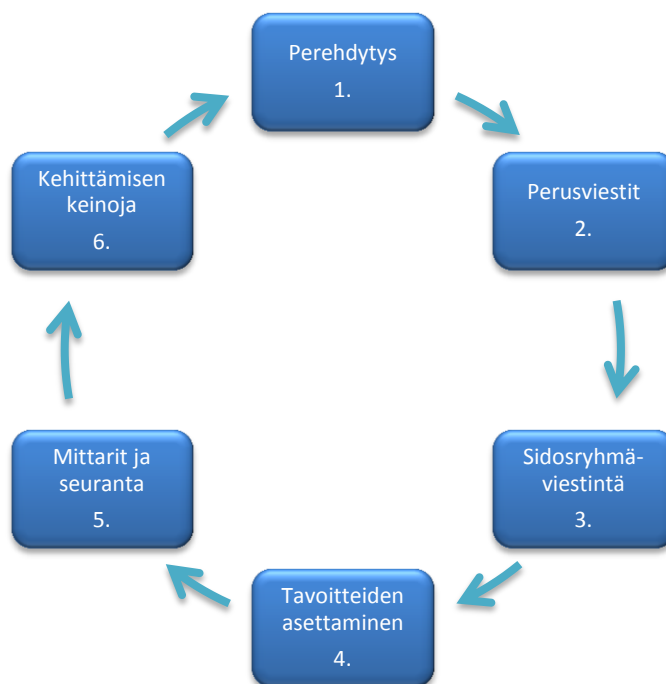 Perehdytys
1.
Perusviestit
2.
Sidosryhmä-
viestintä
3.
Tavoitteiden
asettaminen
4.
Mittarit ja
seuranta
5.
Kehittämisen
keinoja
6.